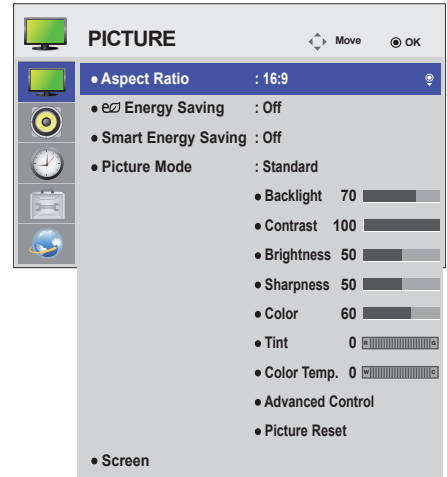 PICTURE Move OK
● Aspect Ratio : 16:9
● e Energy Saving : Off
● Smart Energy Saving : Off
● Picture Mode : Standard
● Backlight 70
● Contrast 100
● Brightness 50
● Sharpness 50
● Color 60
● Tint 0 R G
● Color Temp. 0 W C
● Advanced Control
● Picture Reset
● Screen